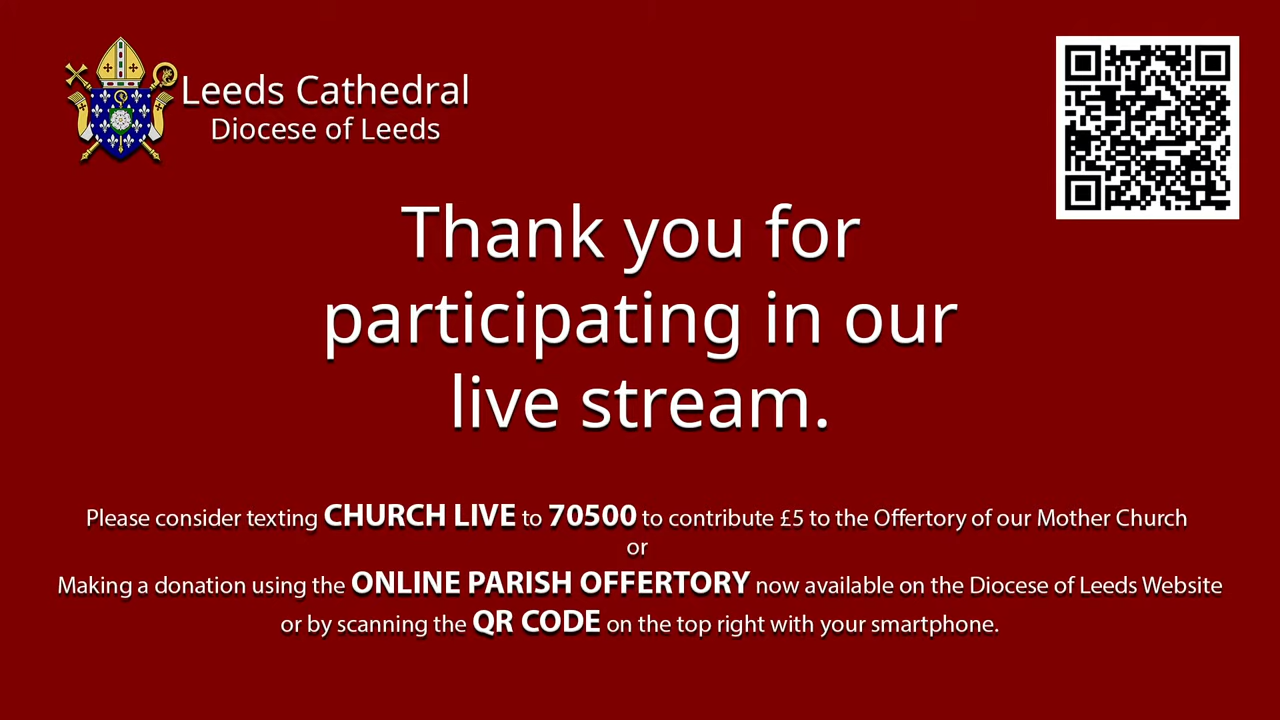 Leeds Cathedral
Diocese of Leeds
Thank you for
participating in our
live stream.
Please consider texting CHURCH LIVE to 70500 to contribute £5 to the Offertory of our Mother Church
or
Making a donation using the ONLINE PARISH OFFERTORY now available on the Diocese of Leeds Website
or by scanning the QR CODE on the top right with your smartphone.